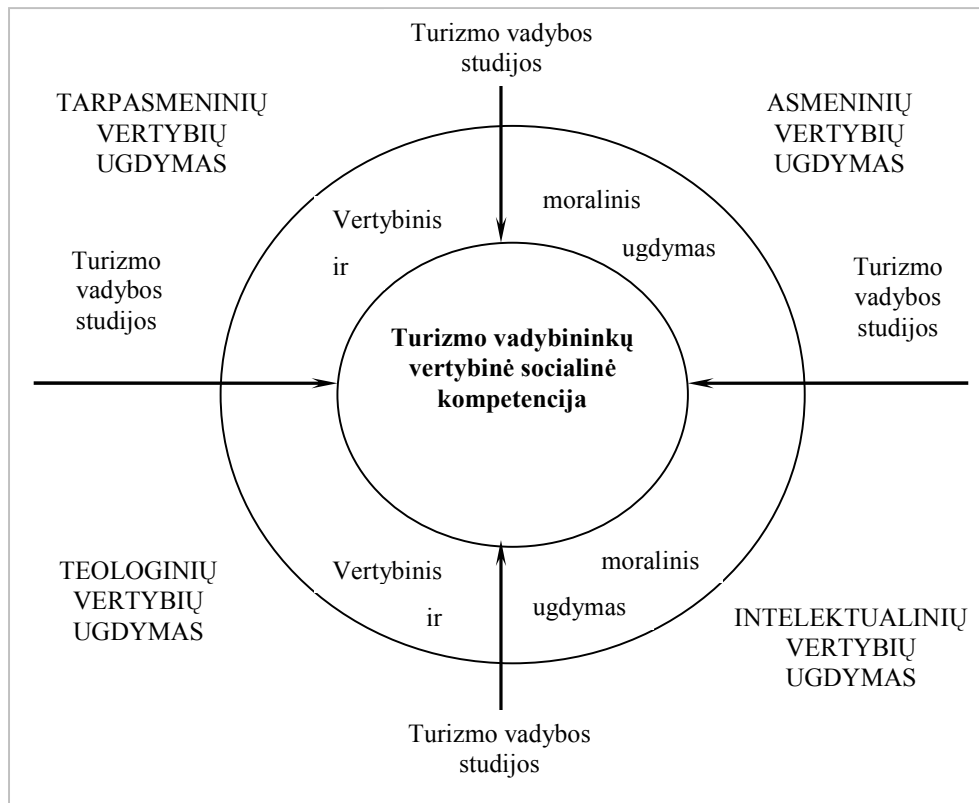 Turizmo vadybos
studijos
TARPASMENINIŲ
VERTYBIŲ
UGDYMAS
ASMENINIŲ
VERTYBIŲ
UGDYMAS
Vertybinis
ir
moralinis
ugdymas
Turizmo
vadybos
studijos
Turizmo
vadybos
studijos
Turizmo vadybininkų
vertybinė socialinė
kompetencija
TEOLOGINIŲ
VERTYBIŲ
UGDYMAS
Vertybinis
ir
moralinis
ugdymas
INTELEKTUALINIŲ
VERTYBIŲ
UGDYMAS
Turizmo vadybos
studijos